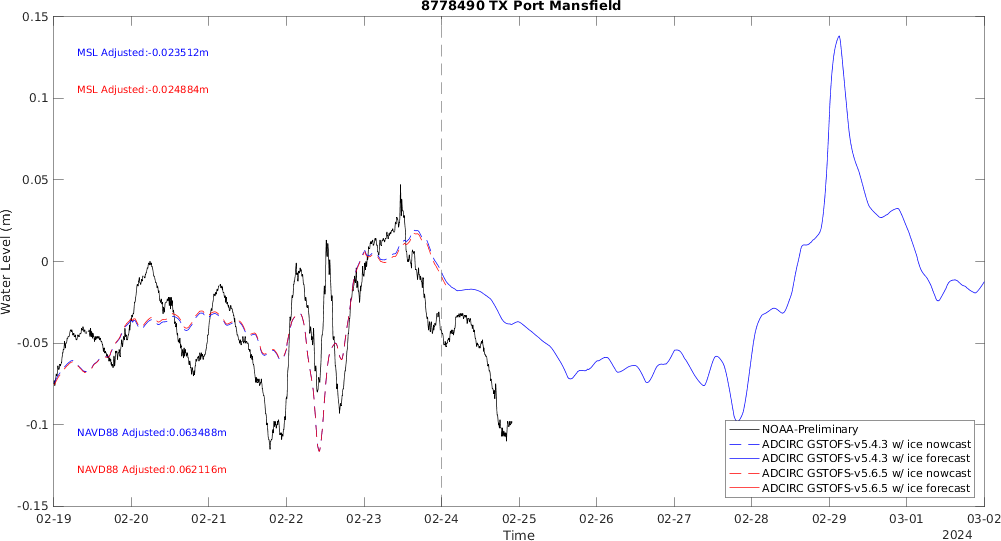 8778490 TX Port Mansfield
0.15
0.1
0.05
0
-0.05
-0.1
-0.15
Water Level (m)
MSL Adjusted:-0.023512m
MSL Adjusted:-0.024884m
NAVD88 Adjusted:0.063488m
NAVD88 Adjusted:0.062116m
NOAA-Preliminary
ADCIRC GSTOFS-v5.4.3 w/ ice nowcast
ADCIRC GSTOFS-v5.4.3 w/ ice forecast
ADCIRC GSTOFS-v5.6.5 w/ ice nowcast
ADCIRC GSTOFS-v5.6.5 w/ ice forecast
02-19 02-20 02-21 02-22 02-23 02-24 02-25 02-26 02-27 02-28 02-29 03-01 03-02
Time
2024